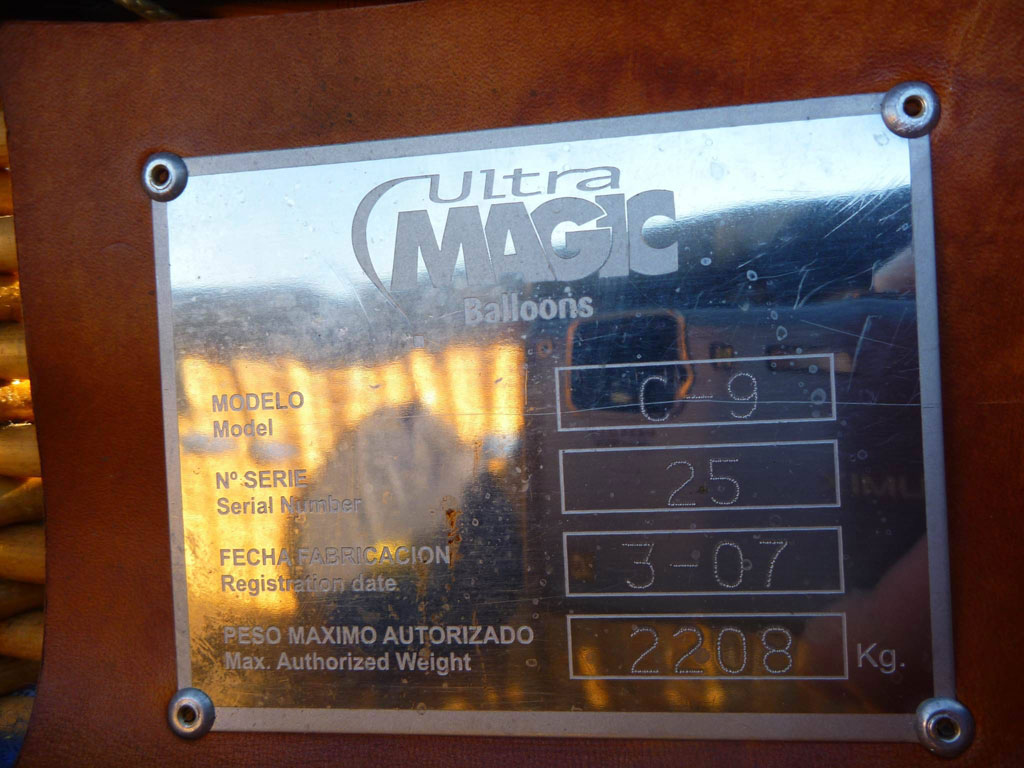 Ultra
MAGIC
Balloons
MODELO
Model
C-9
Nº SERIE
Serial Number
25
FECHA FABRICACION
Registration date
3-07
PESO MAXIMO AUTORIZADO
Max. Authorized Weight
2208 Kg.